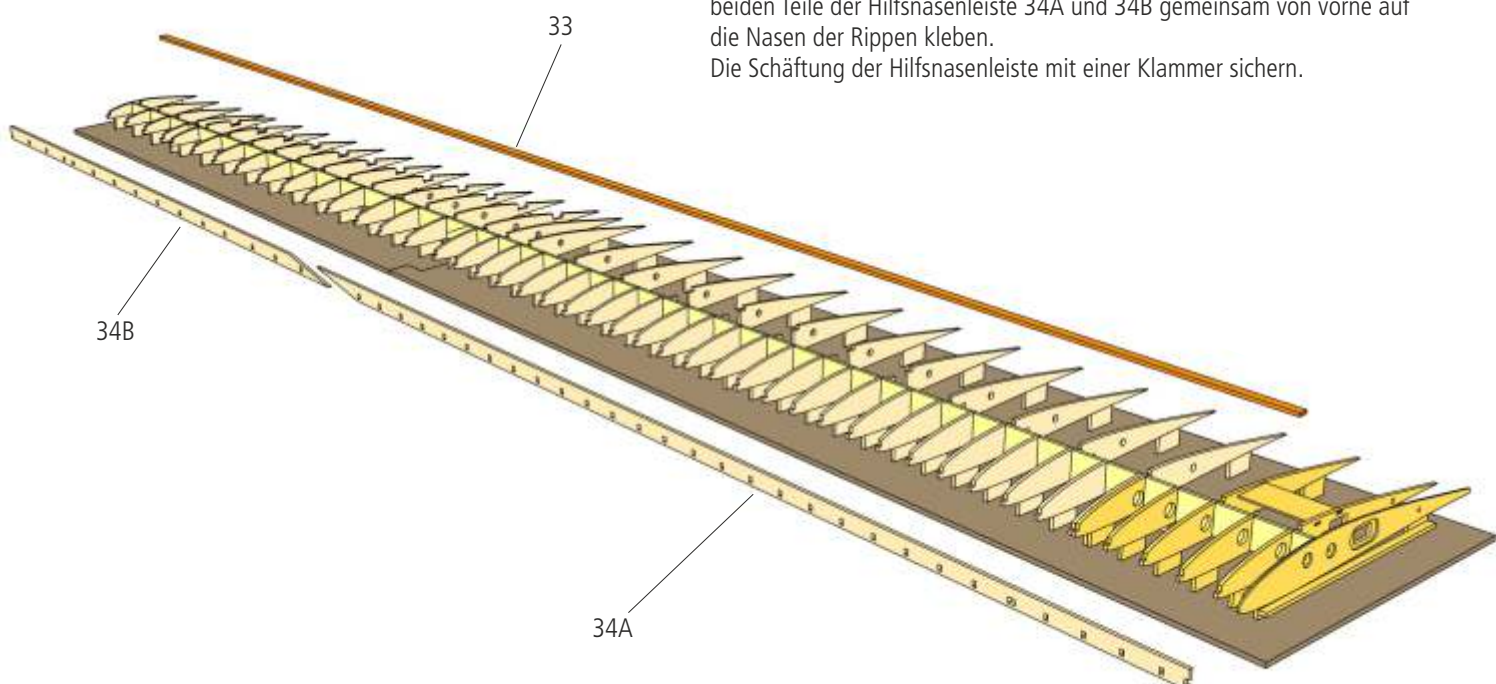 beiden Teile der Hilfsnasenleiste 34A und 34B gemeinsam von vorne auf
die Nasen der Rippen kleben.
Die Schäftung der Hilfsnasenleiste mit einer Klammer sichern.
33
34B
34A